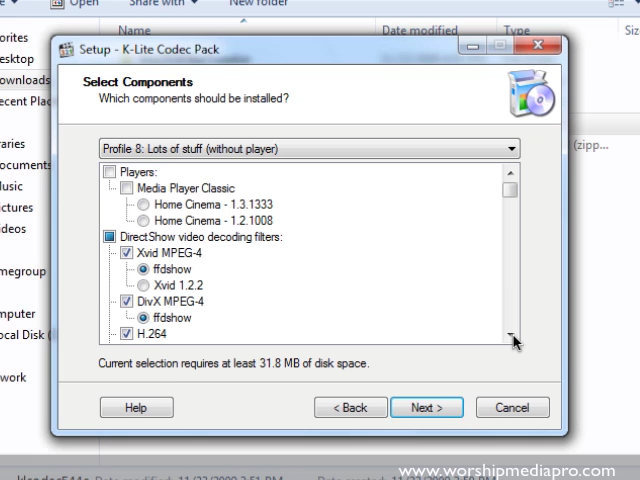 Open
Share with
New folder
orites
Name
Date modified
Type
Siz
esktop
ownloads
ecent Plac
raries
ocuments
usic
ictures
ideos
megroup
mputer
ocal Disk (
work
(zipp...
Setup - K-Lite Codec Pack
Select Components
Which components should be installed?
Profile 8: Lots of stuff (without player)
Players:
Media Player Classic
Home Cinema - 1.3.1333
Home Cinema - 1.2.1008
DirectShow video decoding filters:
Xvid MPEG-4
ffdshow
Xvid 1.2.2
DivX MPEG-4
ffdshow
H.264
Current selection requires at least 31.8 MB of disk space.
Help
< Back
Next >
Cancel
www.worshipmediapro.com